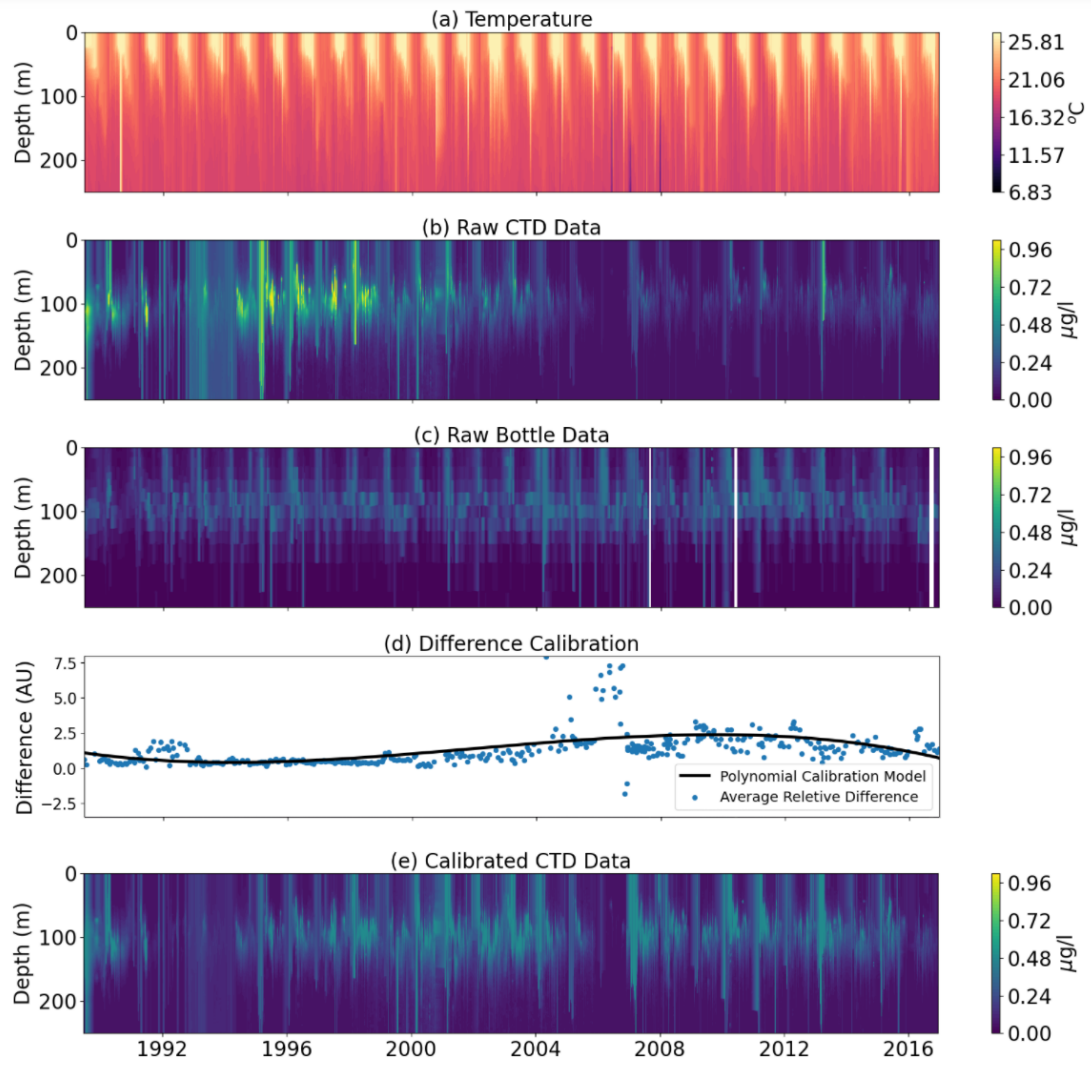 (a) Temperature
0
100
200
Depth (m)
25.81
21.06
16.32
11.57
6.83
°C
(b) Raw CTD Data
0
100
200
Depth (m)
0.96
0.72
0.48
0.24
0.00
μg/l
(c) Raw Bottle Data
0
100
200
Depth (m)
0.96
0.72
0.48
0.24
0.00
μg/l
(d) Difference Calibration
7.5
5.0
2.5
0.0
−2.5
Difference (AU)
Polynomial Calibration Model
Average Reletive Difference
(e) Calibrated CTD Data
0
100
200
Depth (m)
0.96
0.72
0.48
0.24
0.00
μg/l
1992 1996 2000 2004 2008 2012 2016